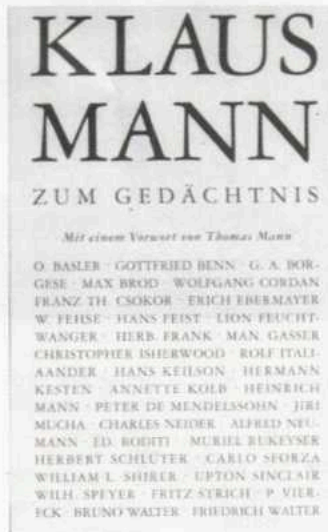 KLAUS
MANN
ZUM GEDÄCHTNIS
Mit einem Vorwort von Thomas Mann
O. BASLER · GOTTFRIED BENN · G. A. BOR-
GESE · MAX BROD · WOLFGANG CORDAN
FRANZ TH. CSOKOR · ERICH EBERMAYER
W. FEHSE · HANS FEIST · LION FEUCHT-
WANGER · HERB. FRANK · MAN. GASSER
CHRISTOPHER ISHERWOOD · ROLF ITALI-
AANDER · HANS KEILSON · HERMANN
KESTEN · ANNETTE KOLB · HEINRICH
MANN · PETER DE MENDELSSOHN · JIŘI
MUCHA · CHARLES NEIDER · ALFRED NEU-
MANN · ED. RODITI · MURIEL RUKEYSER
HERBERT SCHLÜTER · CARLO SFORZA
WILLIAM L. SHIRER · UPTON SINCLAIR
WILH. SPEYER · FRITZ STRICH · P. VIER-
ECK · BRUNO WALTER · FRIEDRICH WALTER